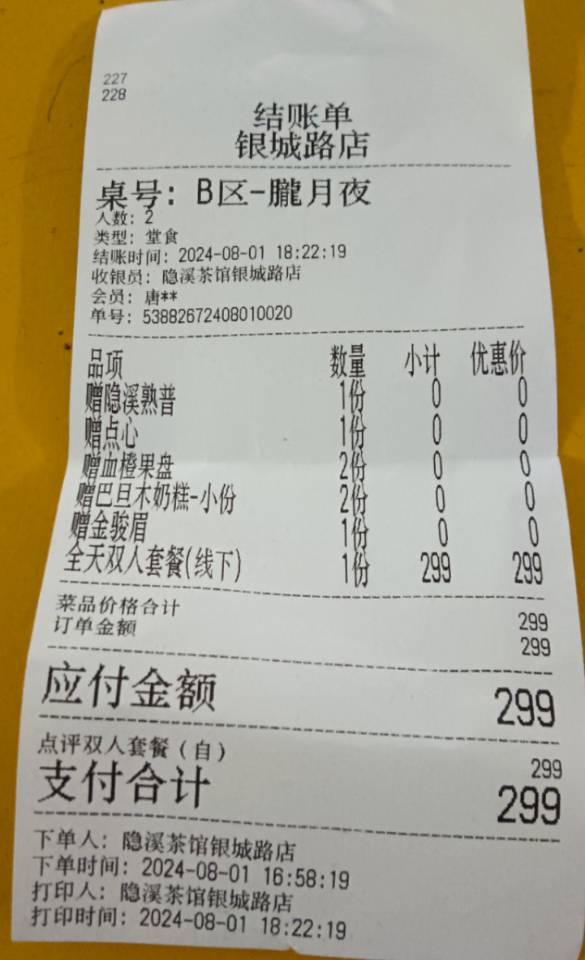 227
228
结账单
银城路店
桌号: B区-朧月夜
人数: 2
类型: 堂食
结账时间: 2024-08-01 18:22:19
收银员: 隐溪茶馆银城路店
会员: 唐**
单号: 53882672408010020
品项 数量 小计 优惠价
赠隐溪熟普 1份 0 0
赠点心 1份 0 0
赠血橙果盘 2份 0 0
赠巴旦木奶糕-小份 2份 0 0
赠金骏眉 1份 0 0
全天双人套餐(线下) 1份 299 299
菜品价格合计 299
订单金额 299
应付金额 299
点评双人套餐(自) 299
支付合计 299
下单人: 隐溪茶馆银城路店
下单时间: 2024-08-01 16:58:19
打印人: 隐溪茶馆银城路店
打印时间: 2024-08-01 18:22:19